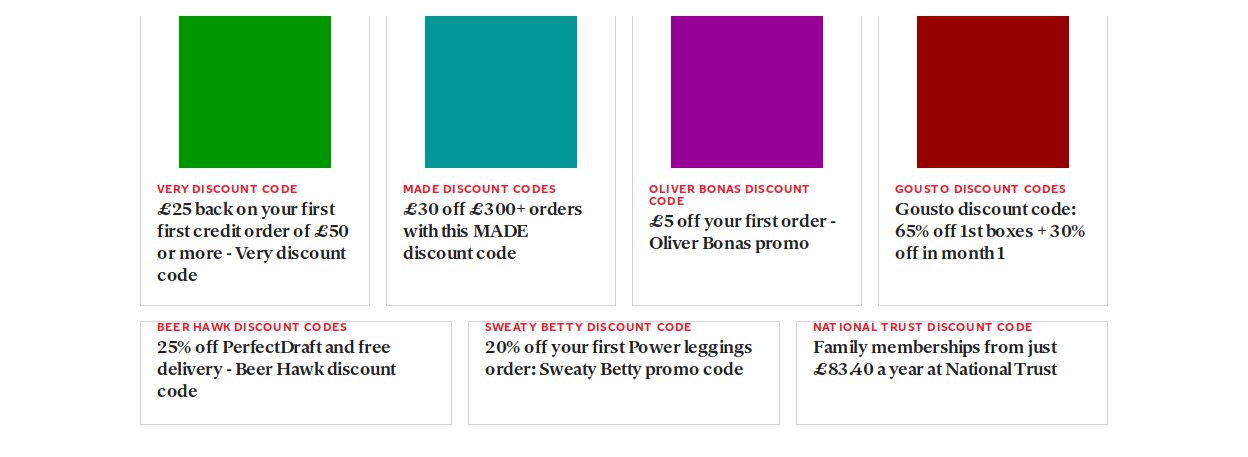 VERY DISCOUNT CODE
£25 back on your first
first credit order of £50
or more - Very discount
code
MADE DISCOUNT CODES
£30 off £300+ orders
with this MADE
discount code
OLIVER BONAS DISCOUNT
CODE
£5 off your first order -
Oliver Bonas promo
GOUSTO DISCOUNT CODES
Gousto discount code:
65% off 1st boxes + 30%
off in month 1
BEER HAWK DISCOUNT CODES
25% off PerfectDraft and free
delivery - Beer Hawk discount
code
SWEATY BETTY DISCOUNT CODE
20% off your first Power leggings
order: Sweaty Betty promo code
NATIONAL TRUST DISCOUNT CODE
Family memberships from just
£83.40 a year at National Trust